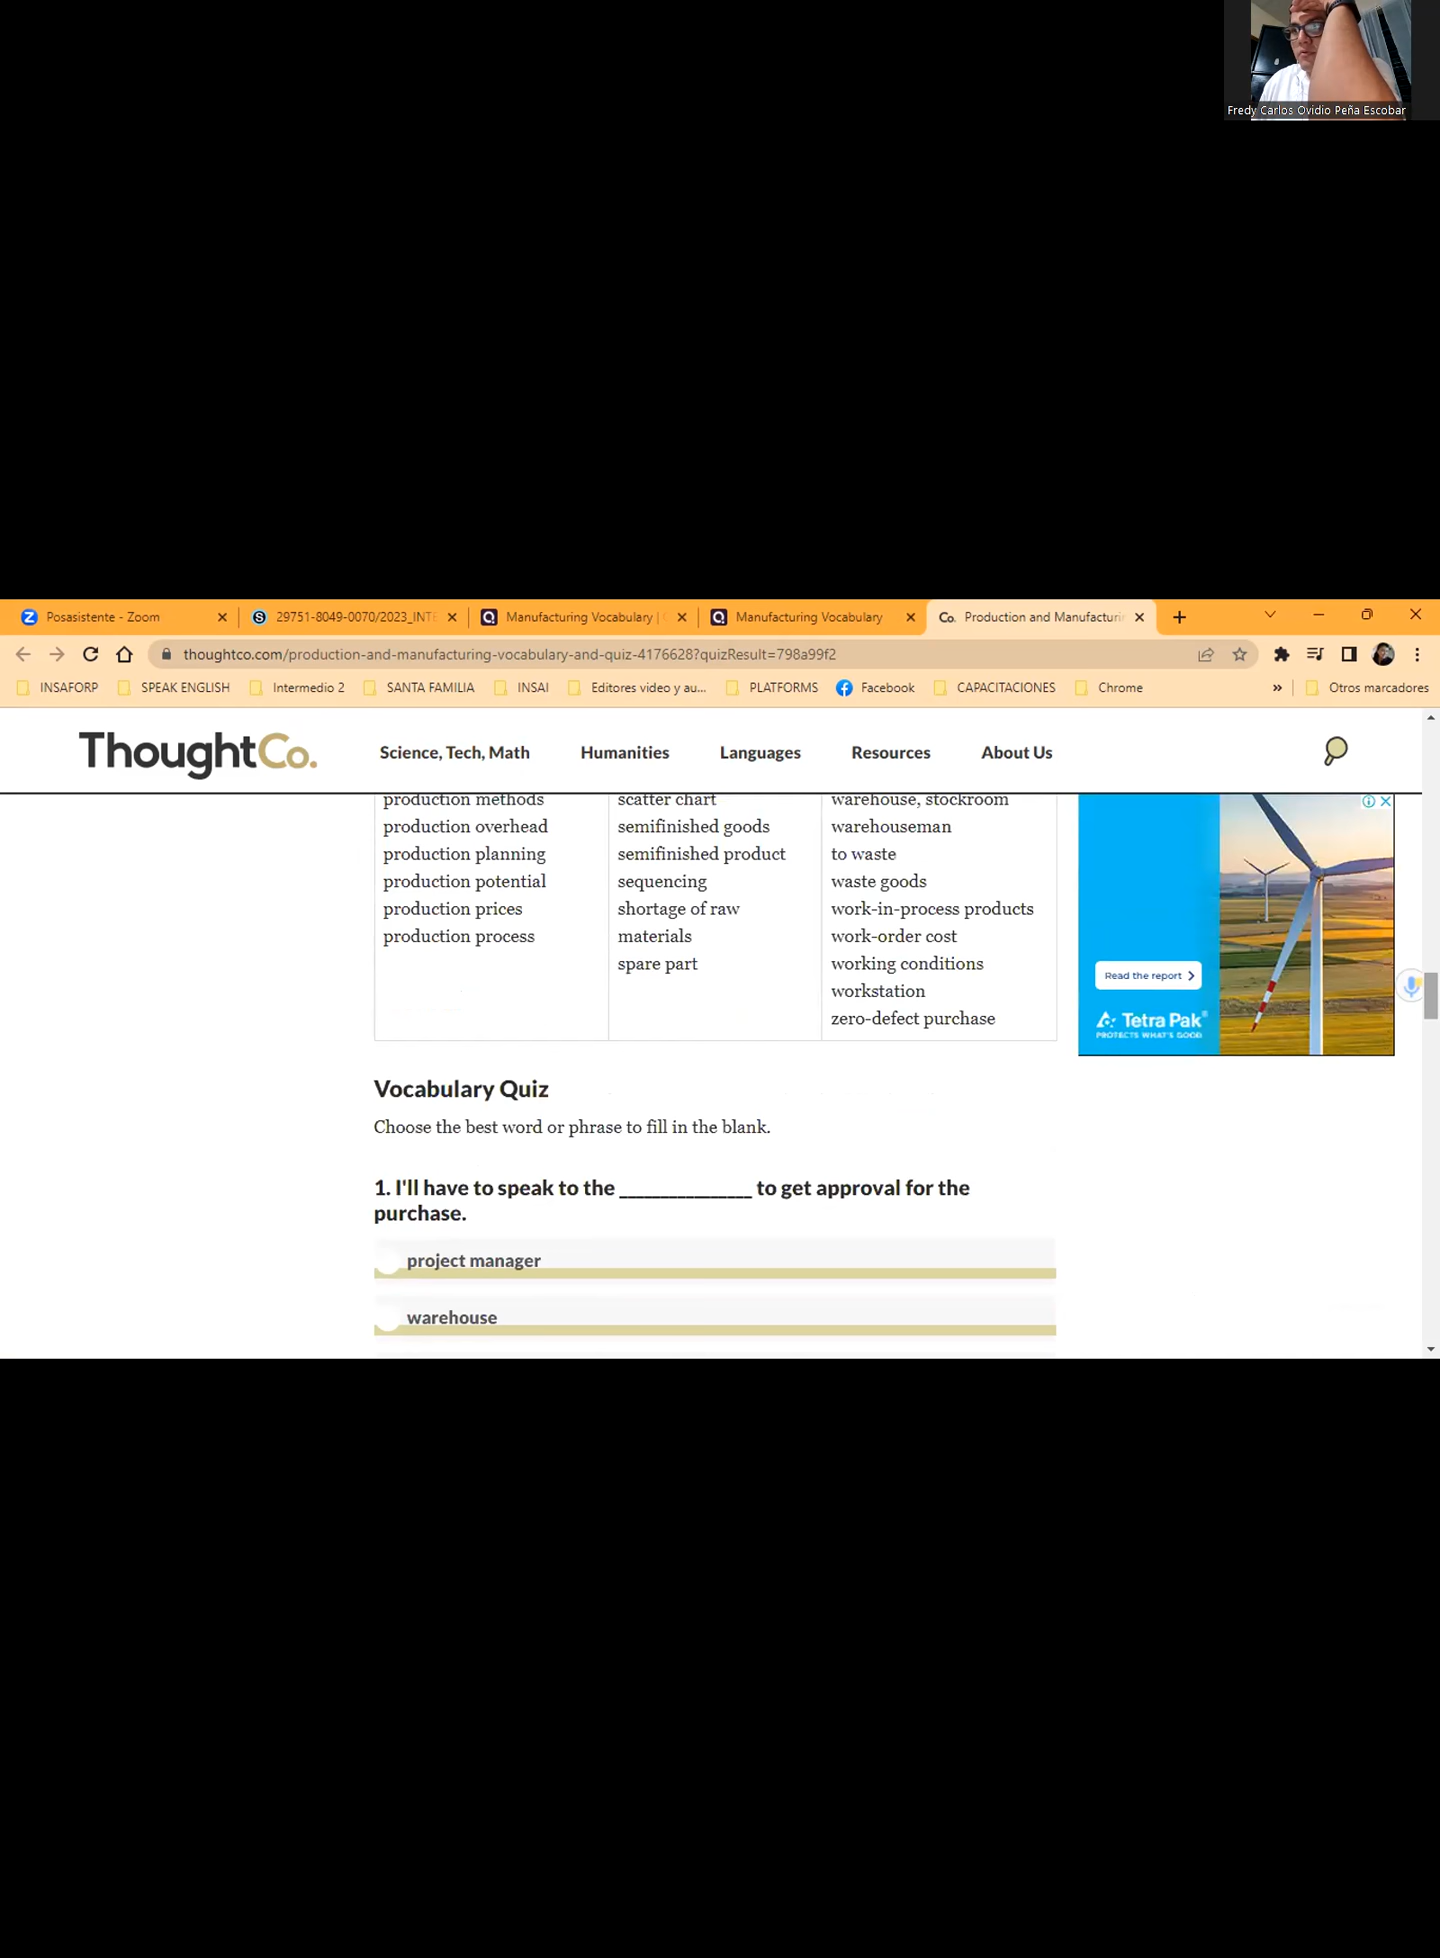 Fredy Carlos Ovidio Peña Escobar
Posasistente - Zoom
29751-8049-0070/2023_INTE
Manufacturing Vocabulary |
Manufacturing Vocabulary
Co. Production and Manufacturin
thoughtco.com/production-and-manufacturing-vocabulary-and-quiz-4176628?quizResult=798a99f2
INSAFORP SPEAK ENGLISH Intermedio 2 SANTA FAMILIA INSAI Editores video y au... PLATFORMS Facebook CAPACITACIONES Chrome » Otros marcadores
ThoughtCo.
Science, Tech, Math Humanities Languages Resources About Us
production methods
production overhead
production planning
production potential
production prices
production process
scatter chart
semifinished goods
semifinished product
sequencing
shortage of raw
materials
spare part
warehouse, stockroom
warehouseman
to waste
waste goods
work-in-process products
work-order cost
working conditions
workstation
zero-defect purchase
Read the report
Tetra Pak®
PROTECTS WHAT'S GOOD
Vocabulary Quiz
Choose the best word or phrase to fill in the blank.
1. I'll have to speak to the _______________ to get approval for the
purchase.
project manager
warehouse